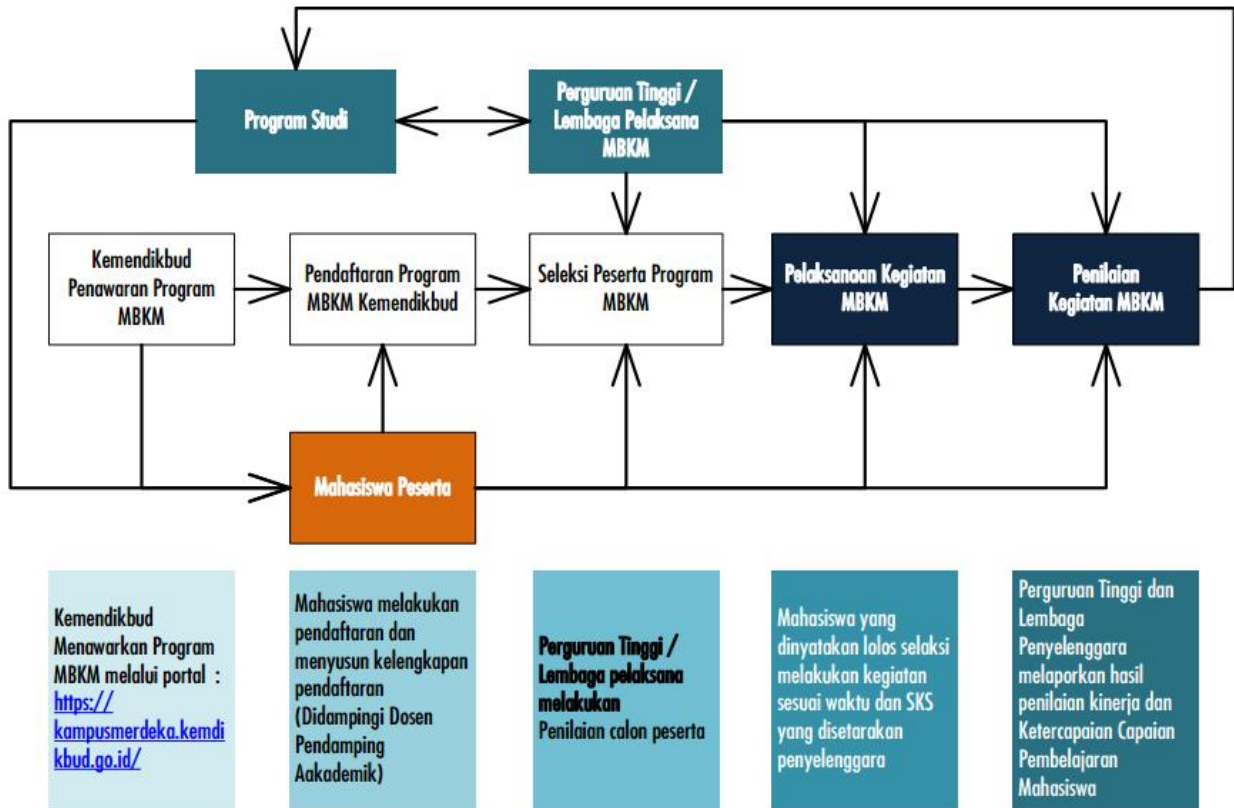 Program Studi
Perguruan Tinggi /
Lembaga Pelaksana
MBKM
Kemendikbud
Penawaran Program
MBKM
Pendaftaran Program
MBKM Kemendikbud
Seleksi Peserta Program
MBKM
Pelaksanaan Kegiatan
MBKM
Penilaian
Kegiatan MBKM
Mahasiswa Peserta
Kemendikbud
Menawarkan Program
MBKM melalui portal :
https://
kampusmerdeka.kemdi
kbud.go.id/
Mahasiswa melakukan
pendaftaran dan
menyusun kelengkapan
pendaftaran
(Didampingi Dosen
Pendamping
Aakademik)
Perguruan Tinggi /
Lembaga pelaksana
melakukan
Penilaian calon peserta
Mahasiswa yang
dinyatakan lolos selaksi
melakukan kegiatan
sesuai waktu dan SKS
yang disetarakan
penyelenggara
Perguruan Tinggi dan
Lembaga
Penyelenggara
melaporkan hasil
penilaian kinerja dan
Ketercapaian Capaian
Pembelajaran
Mahasiswa